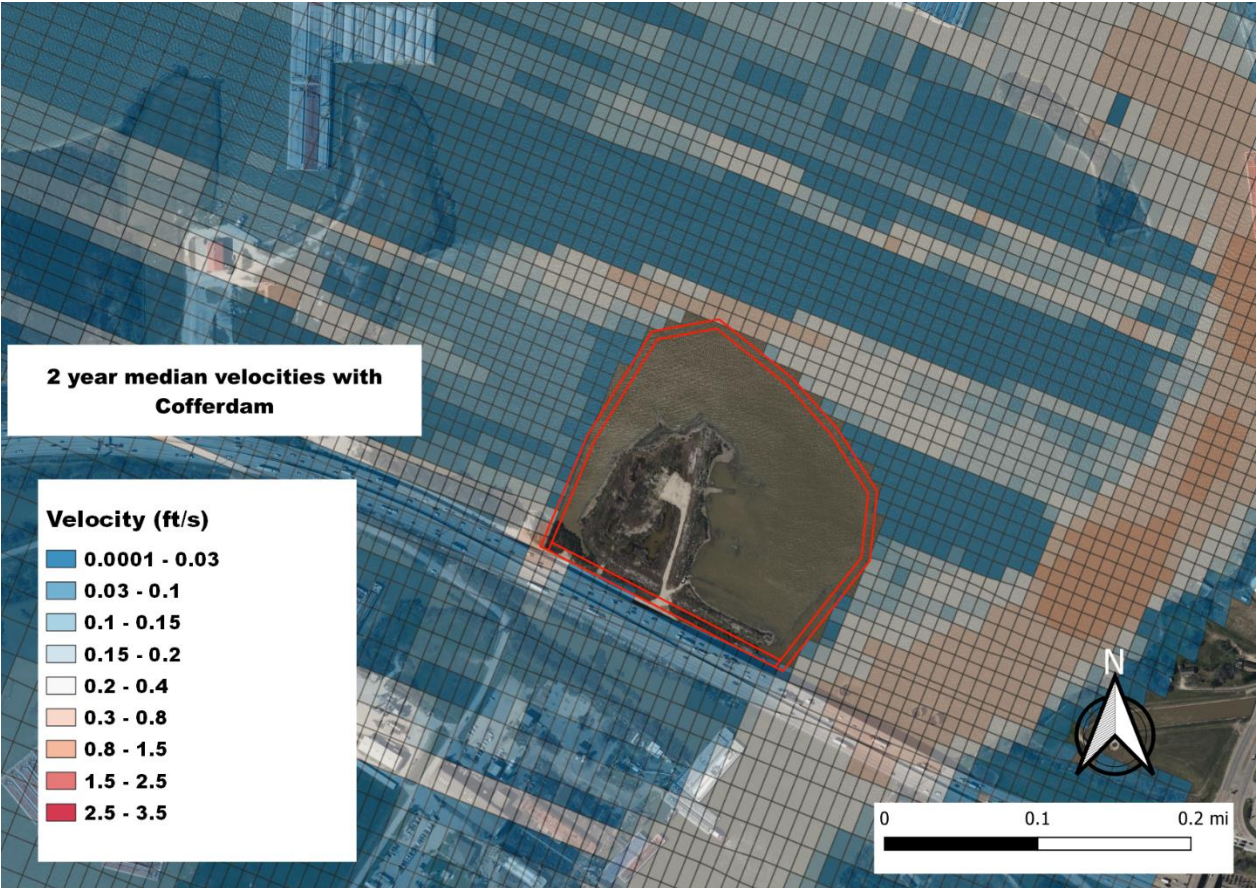 2 year median velocities with
Cofferdam
Velocity (ft/s)
0.0001 - 0.03
0.03 - 0.1
0.1 - 0.15
0.15 - 0.2
0.2 - 0.4
0.3 - 0.8
0.8 - 1.5
1.5 - 2.5
2.5 - 3.5
N
0 0.1 0.2 mi